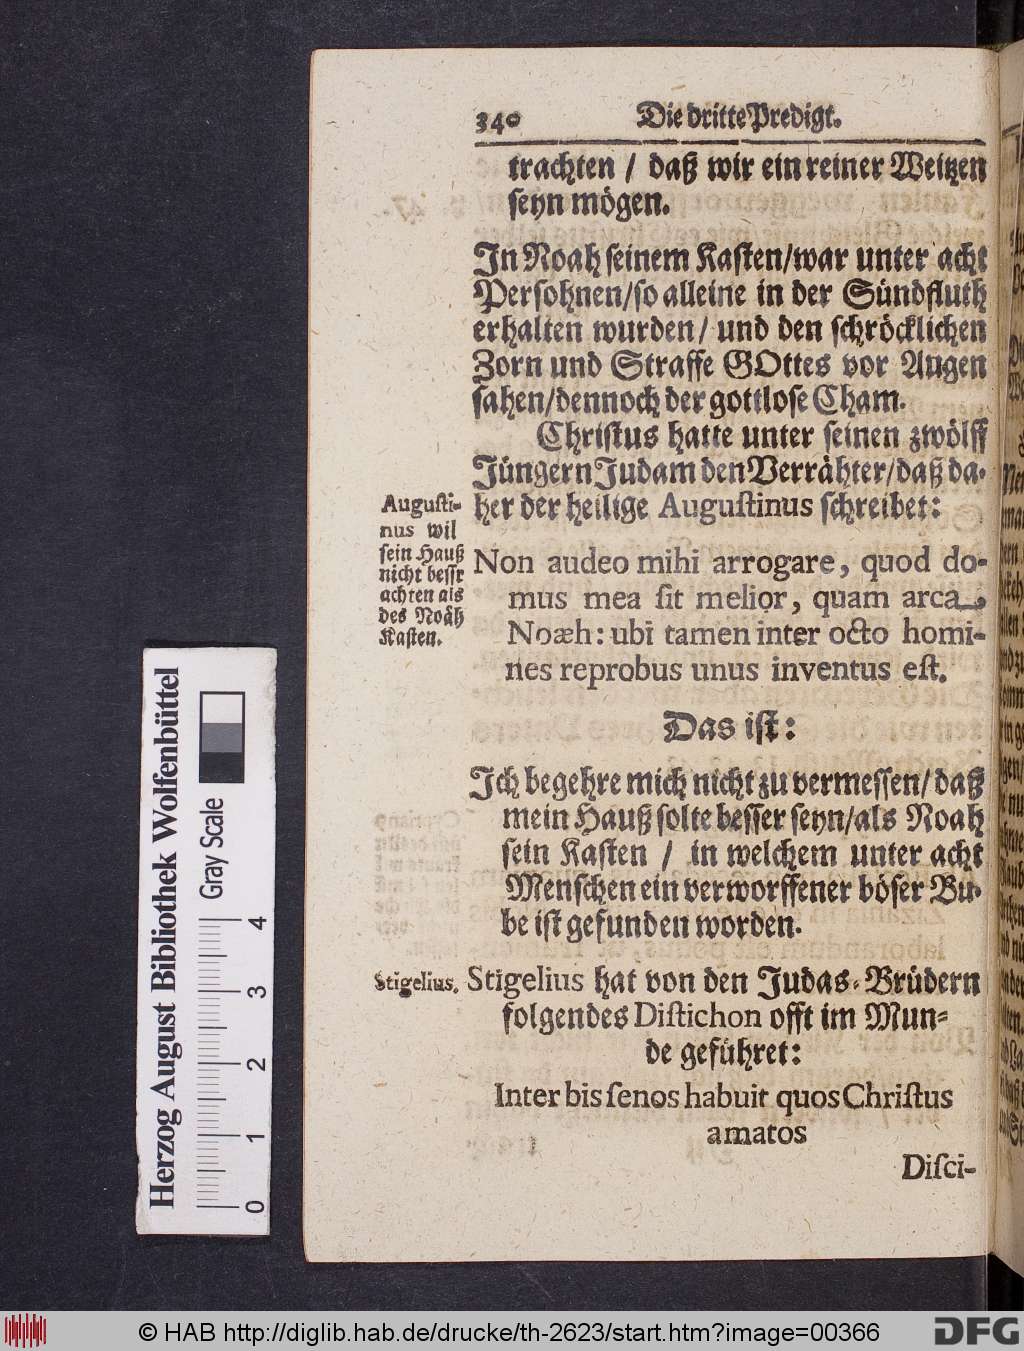 340 Die dritte Predigt.
trachten / daß wir ein reiner Weitzen
seyn mögen.
In Noah seinem Kasten/war unter acht
Persohnen/so alleine in der Sündfluth
erhalten wurden/ und den schröcklichen
Zorn und Straffe GOttes vor Augen
sahen/dennoch der gottlose Cham.
Christus hatte unter seinen zwölff
Jüngern Judam den Verrähter/daß da-
her der heilige Auguſtinus schreibet:
Auguſti-
nus wil
sein Hauß
nicht bessr
achten als
des Noäh
Kasten.
Non audeo mihi arrogare, quod do-
mus mea ſit melior, quam arca
Noæh: ubi tamen inter octo homi-
nes reprobus unus inventus eſt.
Das ist:
Ich begehre mich nicht zu vermessen/ daß
mein Hauß solte besser seyn/als Noah
sein Kasten / in welchem unter acht
Menschen ein verworffener böser Bu-
be ist gefunden worden.
Stigelius.
Stigelius hat von den Judas-Brüdern
folgendes Diſtichon offt im Mun-
de geführet:
Inter bis ſenos habuit quos Chriſtus
amatos
Diſci-
Herzog August Bibliothek Wolfenbüttel
Gray Scale
0 1 2 3 4
© HAB http://diglib.hab.de/drucke/th-2623/start.htm?image=00366
DFG